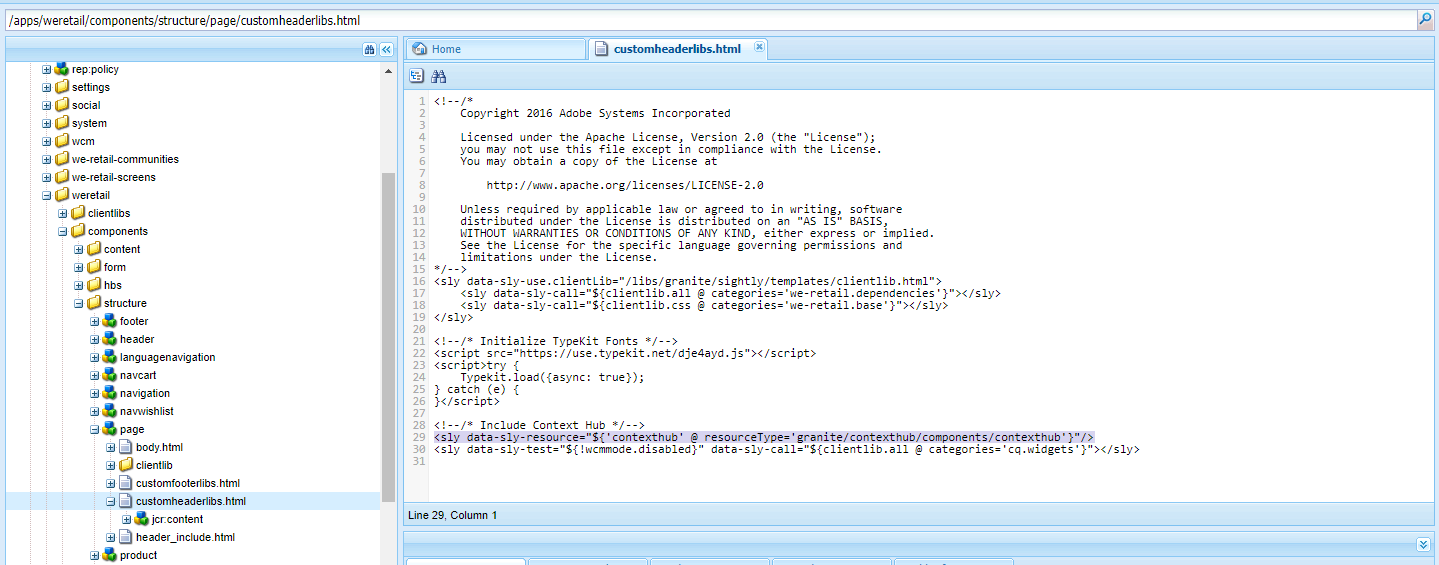 /apps/weretail/components/structure/page/customheaderlibs.html
rep:policy
settings
social
system
wcm
we-retail-communities
we-retail-screens
weretail
clientlibs
components
content
form
hbs
structure
footer
header
languagenavigation
navcart
navigation
navwishlist
page
body.html
clientlib
customfooterlibs.html
customheaderlibs.html
jcr:content
header_include.html
product
Home
customheaderlibs.html
1 <!--/*
2     Copyright 2016 Adobe Systems Incorporated
3
4     Licensed under the Apache License, Version 2.0 (the "License");
5     you may not use this file except in compliance with the License.
6     You may obtain a copy of the License at
7
8         http://www.apache.org/licenses/LICENSE-2.0
9
10     Unless required by applicable law or agreed to in writing, software
11     distributed under the License is distributed on an "AS IS" BASIS,
12     WITHOUT WARRANTIES OR CONDITIONS OF ANY KIND, either express or implied.
13     See the License for the specific language governing permissions and
14     limitations under the License.
15 */-->
16 <sly data-sly-use.clientLib="/libs/granite/sightly/templates/clientlib.html">
17     <sly data-sly-call="${clientlib.all @ categories='we-retail.dependencies'}"></sly>
18     <sly data-sly-call="${clientlib.css @ categories='we-retail.base'}"></sly>
19 </sly>
20
21 <!--/* Initialize TypeKit Fonts */-->
22 <script src="https://use.typekit.net/dje4ayd.js"></script>
23 <script>try {
24     Typekit.load({async: true});
25 } catch (e) {
26 }</script>
27
28 <!--/* Include Context Hub */-->
29 <sly data-sly-resource="${'contexthub' @ resourceType='granite/contexthub/components/contexthub'}"/>
30 <sly data-sly-test="${!wcmmode.disabled}" data-sly-call="${clientlib.all @ categories='cq.widgets'}"></sly>
31
Line 29, Column 1